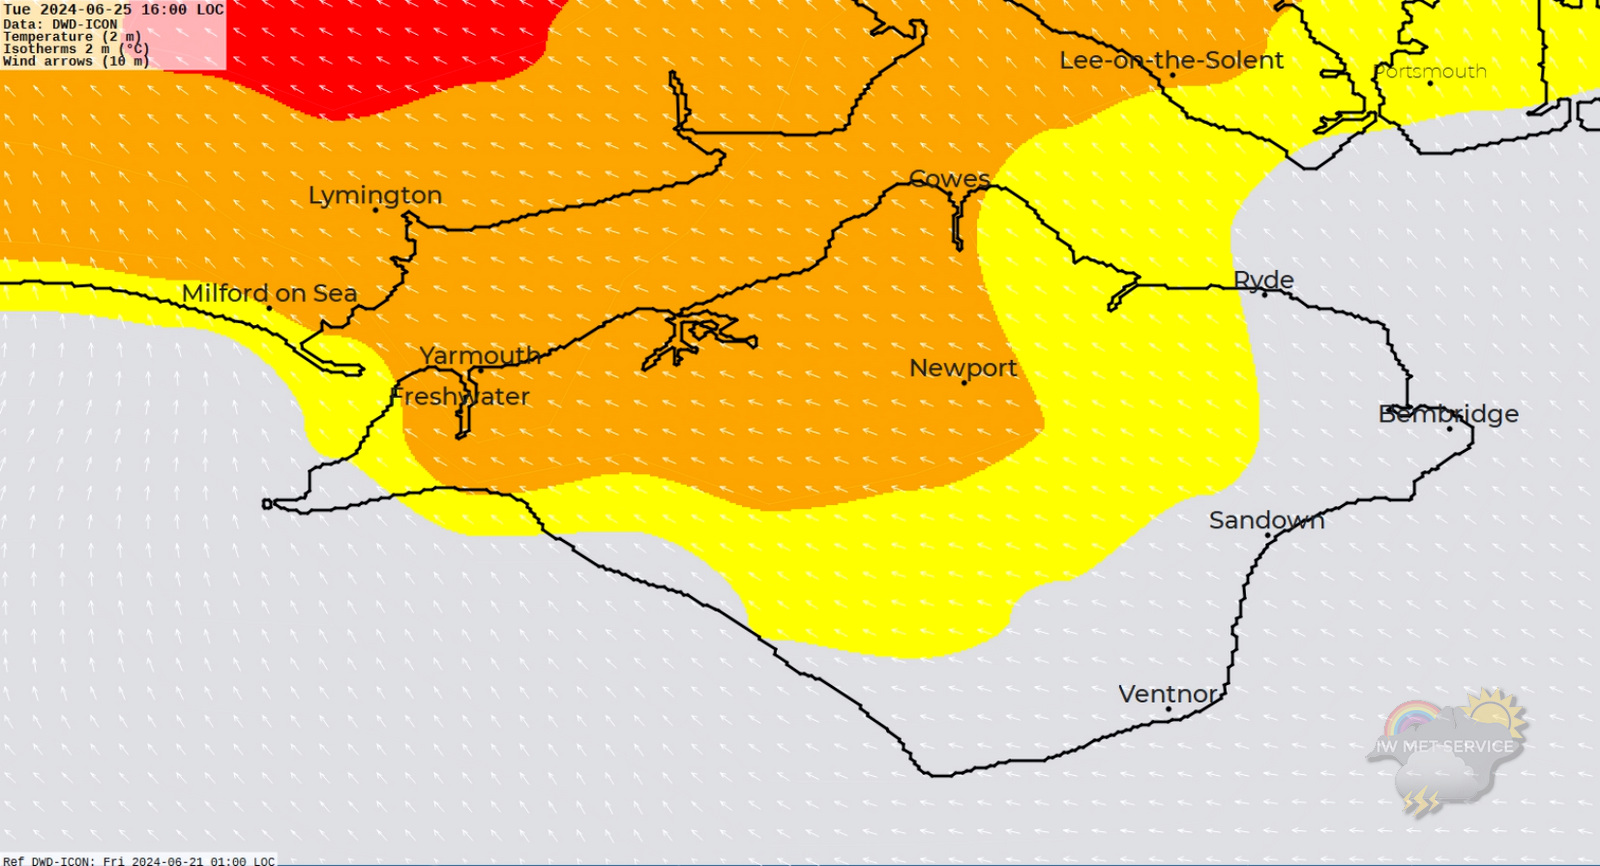 Tue 2024-06-25 16:00 LOC
Data: DWD-ICON
Temperature (2 m)
Isotherms 2 m (°C)
Wind arrows (10 m)
Lee-on-the-Solent
Portsmouth
Cowes
Lymington
Ryde
Milford on Sea
Yarmouth
Newport
Freshwater
Bembridge
Sandown
Ventnor
IW MET SERVICE
Ref DWD-ICON: Fri 2024-06-21 01:00 LOC